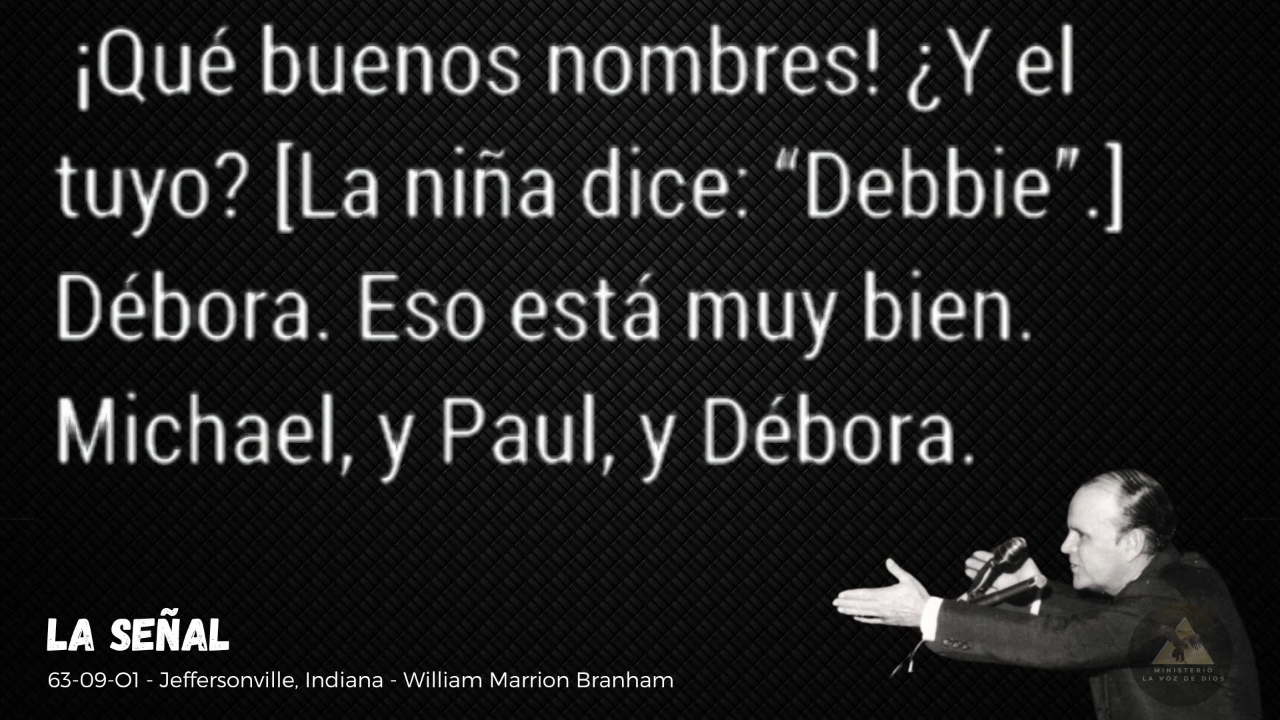 ¡Qué buenos nombres! ¿Y el
tuyo? [La niña dice: “Debbie”.]
Débora. Eso está muy bien.
Michael, y Paul, y Débora.
LA SEÑAL
63-09-O1 - Jeffersonville, Indiana - William Marrion Branham
MINISTERIO
LA VOZ DE DIOS